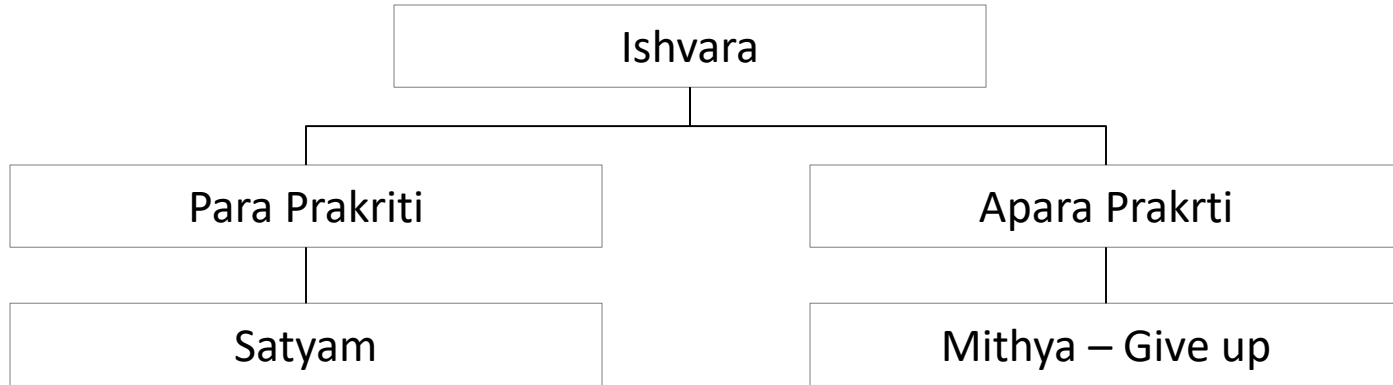 Ishvara
Para Prakriti
Apara Prakrti
Satyam
Mithya – Give up